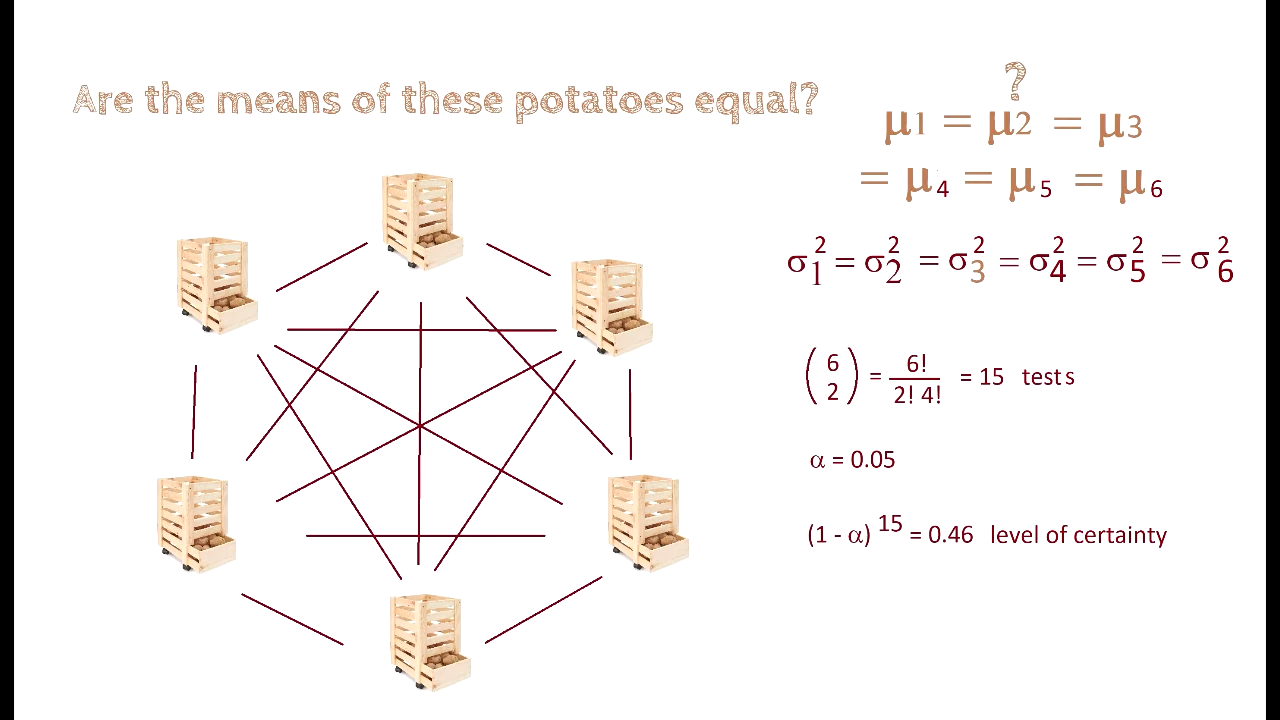 Are the means of these potatoes equal?
?
μ1 = μ2 = μ3
= μ4 = μ5 = μ6
σ1² = σ2² = σ3² = σ4² = σ5² = σ6²
(6 2) = 6! / 2! 4! = 15 tests
α = 0.05
(1 - α)¹⁵ = 0.46 level of certainty